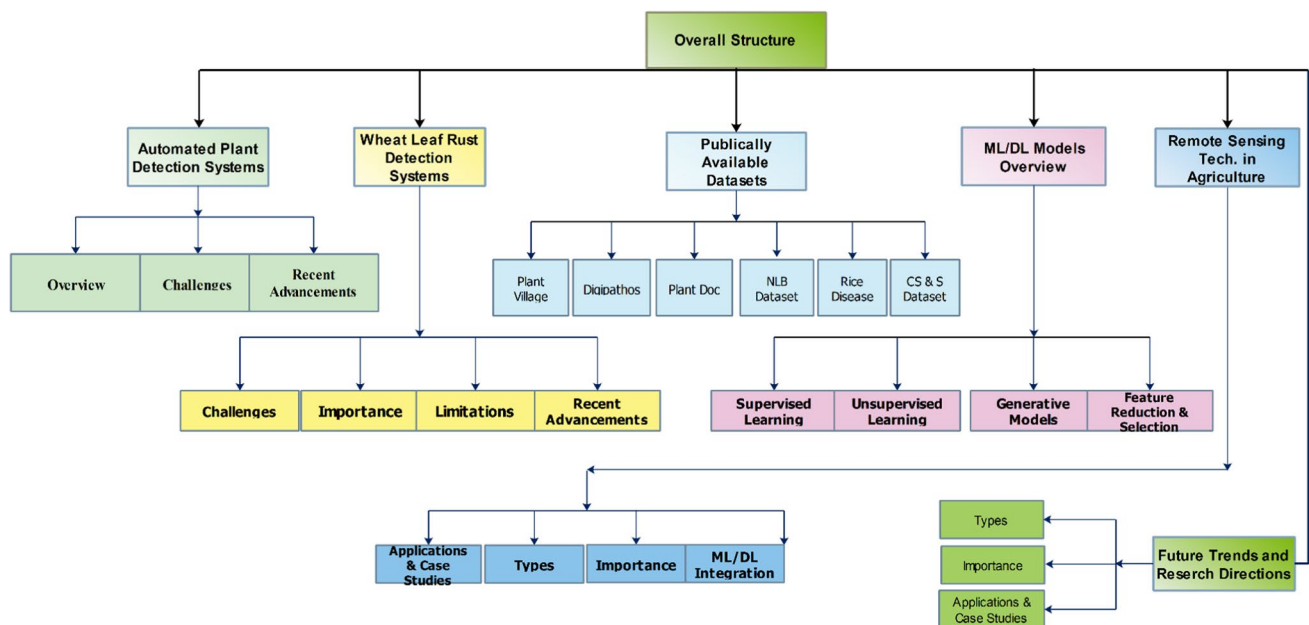 Overall Structure
Automated Plant
Detection Systems
Wheat Leaf Rust
Detection
Systems
Publically
Available
Datasets
ML/DL Models
Overview
Remote Sensing
Tech. in
Agriculture
Overview
Challenges
Recent
Advancements
Plant
Village
Digipathos
Plant Doc
NLB
Dataset
Rice
Disease
CS & S
Dataset
Challenges
Importance
Limitations
Recent
Advancements
Supervised
Learning
Unsupervised
Learning
Generative
Models
Feature
Reduction &
Selection
Applications
& Case
Studies
Types
Importance
ML/DL
Integration
Types
Importance
Applications &
Case Studies
Future Trends and
Reserch Directions